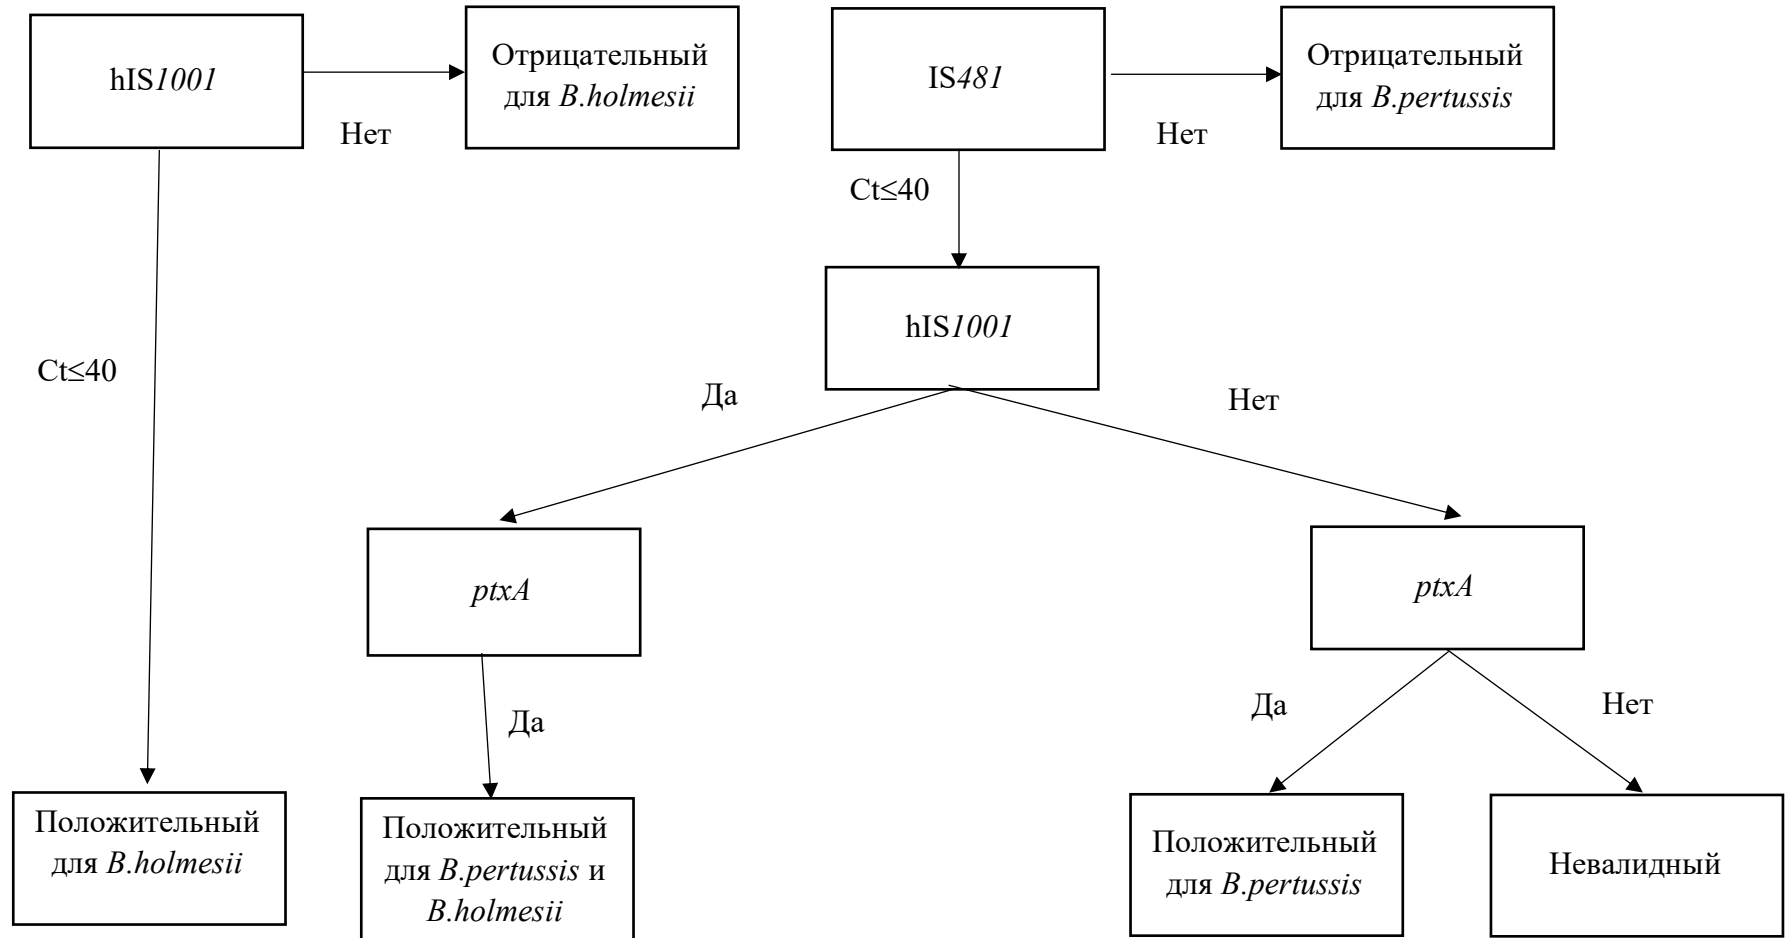 hIS1001
Отрицательный
для B.holmesii
Нет
IS481
Отрицательный
для B.pertussis
Нет
Ct≤40
hIS1001
Ct≤40
Да
Нет
ptxA
ptxA
Да
Да
Нет
Положительный
для B.holmesii
Положительный
для B.pertussis и
B.holmesii
Положительный
для B.pertussis
Невалидный